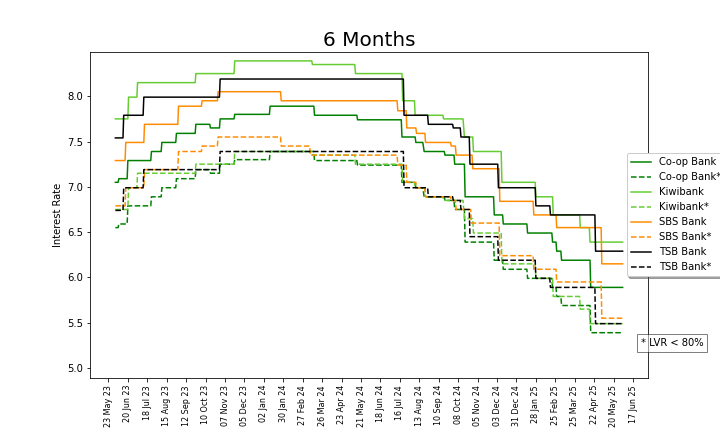 6 Months
Interest Rate
8.0
7.5
7.0
6.5
6.0
5.5
5.0
Co-op Bank
Co-op Bank*
Kiwibank
Kiwibank*
SBS Bank
SBS Bank*
TSB Bank
TSB Bank*
* LVR < 80%
23 May 23
20 Jun 23
18 Jul 23
15 Aug 23
12 Sep 23
10 Oct 23
07 Nov 23
05 Dec 23
02 Jan 24
30 Jan 24
27 Feb 24
26 Mar 24
23 Apr 24
21 May 24
18 Jun 24
16 Jul 24
13 Aug 24
10 Sep 24
08 Oct 24
05 Nov 24
03 Dec 24
31 Dec 24
28 Jan 25
25 Feb 25
25 Mar 25
22 Apr 25
20 May 25
17 Jun 25